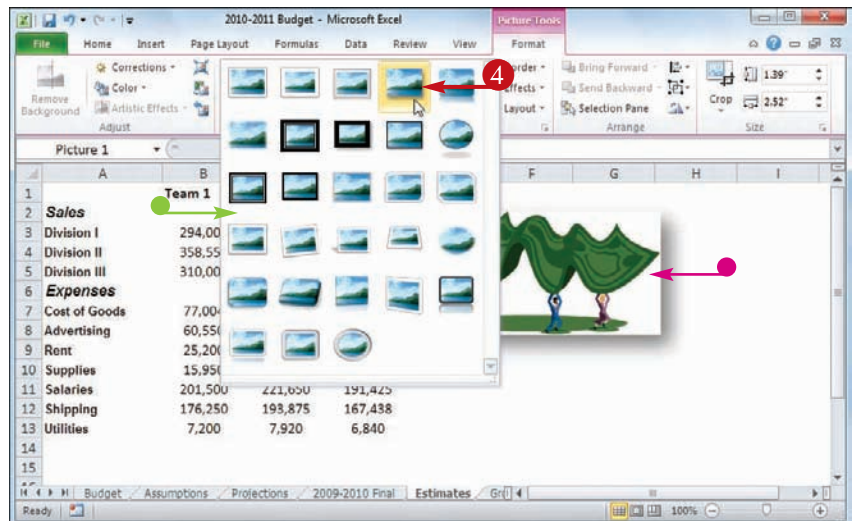 2010-2011 Budget - Microsoft Excel
Picture Tools
File Home Insert Page Layout Formulas Data Review View Format
Corrections
Color
Artistic Effects
Remove Background
Adjust
4
Bring Forward
Send Backward
Selection Pane
Arrange
Layout
Crop
1.39"
2.52"
Size
Picture 1
A B F G H I
1 Team 1
2 Sales
3 Division I 294,00
4 Division II 358,55
5 Division III 310,00
6 Expenses
7 Cost of Goods 77,00
8 Advertising 60,550
9 Rent 25,200
10 Supplies 15,950
11 Salaries 201,500 221,650 191,425
12 Shipping 176,250 193,875 167,438
13 Utilities 7,200 7,920 6,840
14
15
Budget Assumptions Projections 2009-2010 Final Estimates
Ready 100%